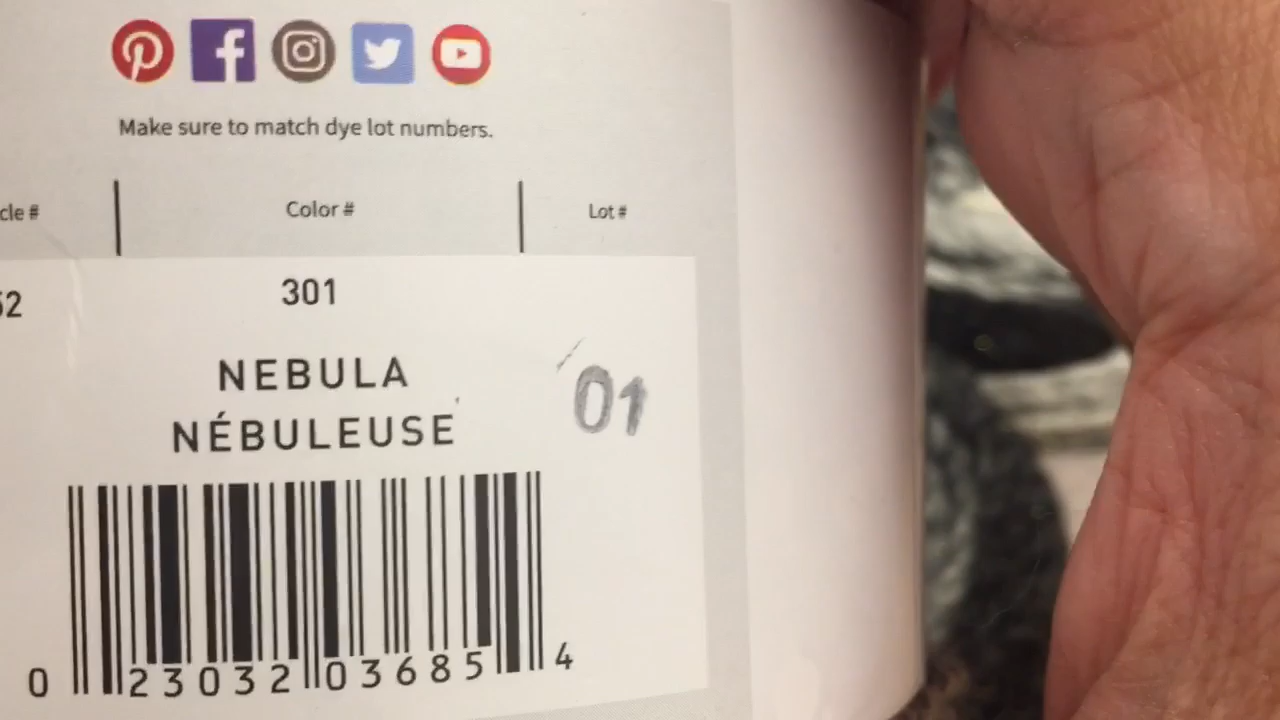 Make sure to match dye lot numbers.
cle # Color # Lot #
52 301
NEBULA
NÉBULEUSE
01
0 23032 03685 4